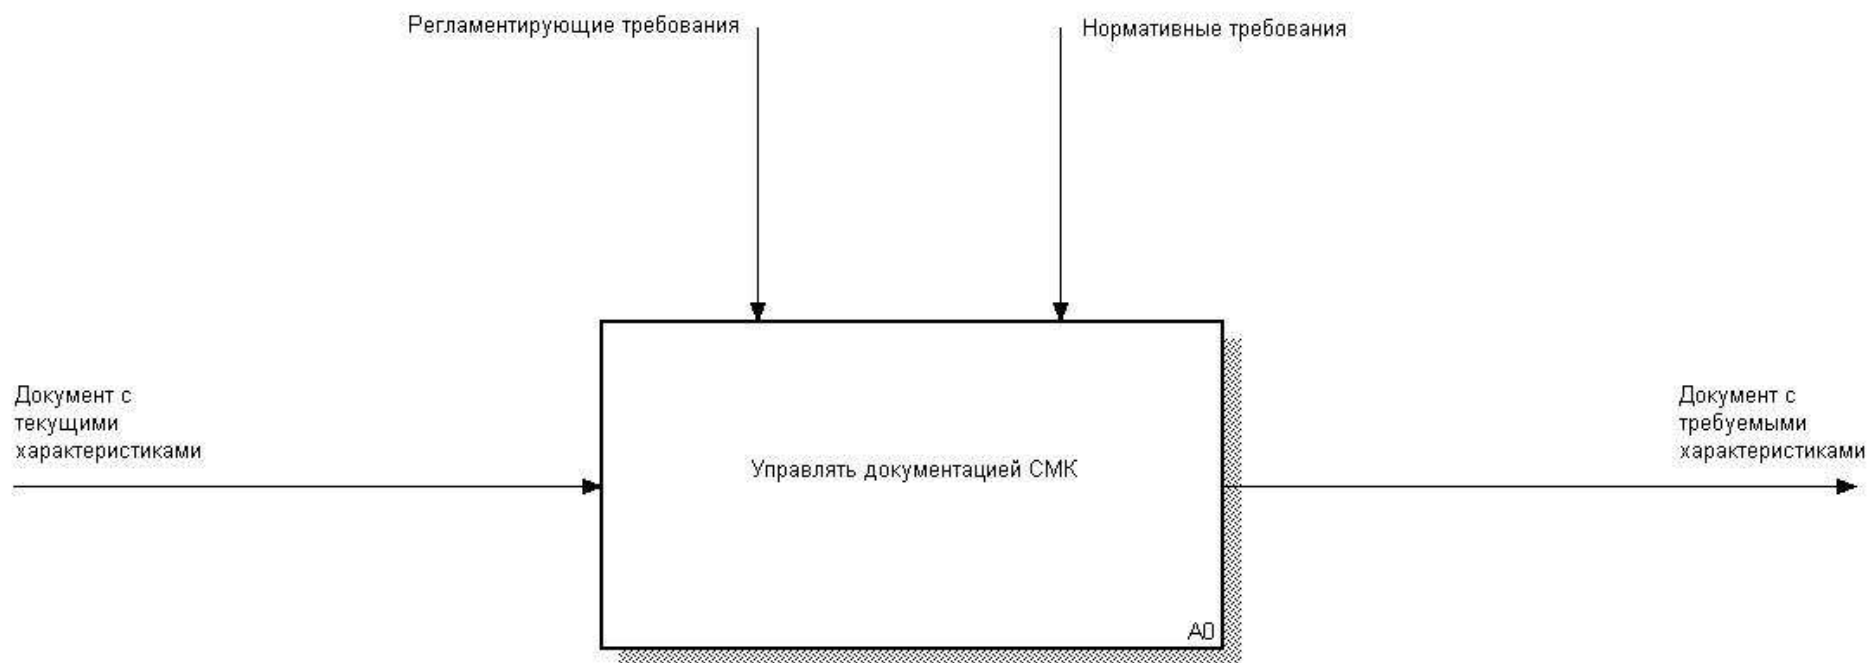 Регламентирующие требования
Нормативные требования
Документ с
текущими
характеристиками
Управлять документацией СМК
Документ с
требуемыми
характеристиками
A0